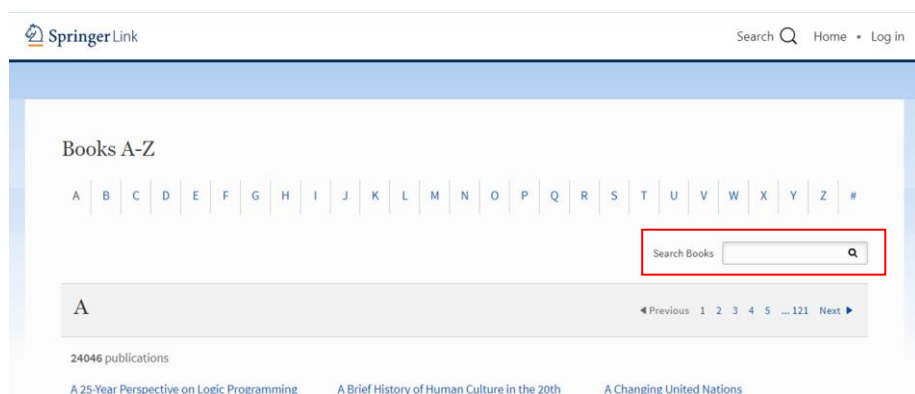 Springer Link
Search Home • Log in
Books A-Z
A B C D E F G H I J K L M N O P Q R S T U V W X Y Z #
Search Books
A
Previous 1 2 3 4 5 ... 121 Next
24046 publications
A 25-Year Perspective on Logic Programming A Brief History of Human Culture in the 20th A Changing United Nations